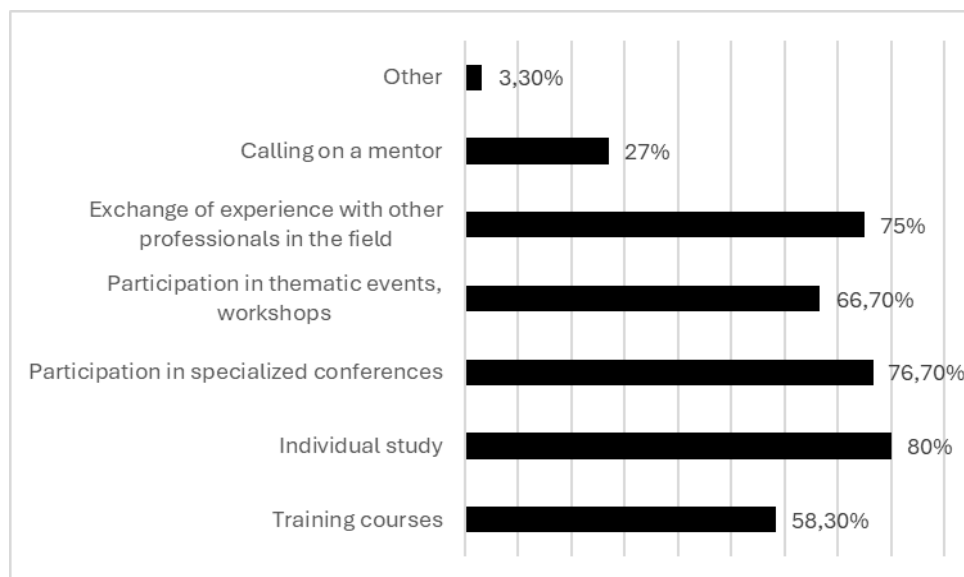 Other
3,30%
Calling on a mentor
27%
Exchange of experience with other
professionals in the field
75%
Participation in thematic events,
workshops
66,70%
Participation in specialized conferences
76,70%
Individual study
80%
Training courses
58,30%